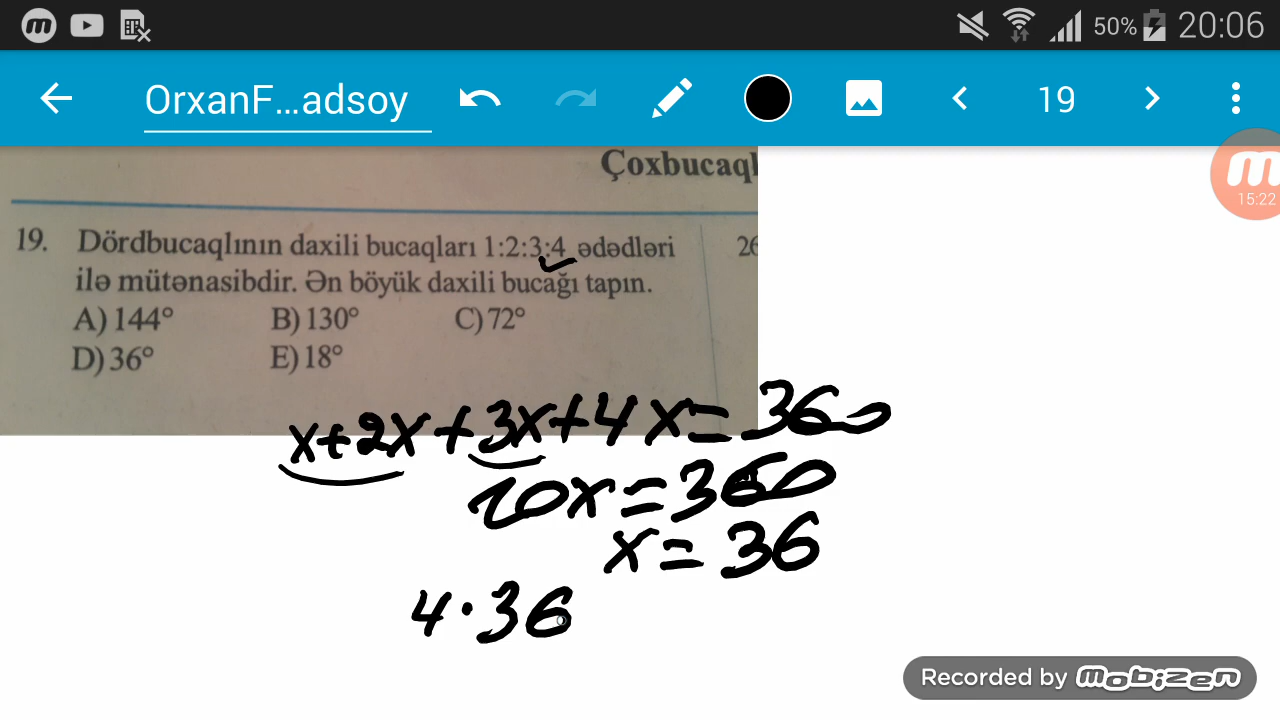 50% 20:06
OrxanF...adsoy 19
15:22
Çoxbucaql
19. Dördbucaqlının daxili bucaqları 1:2:3:4 ədədləri
ilə mütənasibdir. Ən böyük daxili bucağı tapın.
A) 144° B) 130° C) 72°
D) 36° E) 18°
26
x+2x+3x+4x=360
10x=360
x=36
4·36
Recorded by mobizen